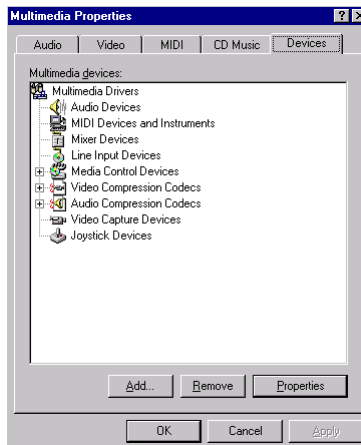 Multimedia Properties
Audio Video MIDI CD Music Devices
Multimedia devices:
Multimedia Drivers
Audio Devices
MIDI Devices and Instruments
Mixer Devices
Line Input Devices
Media Control Devices
Video Compression Codecs
Audio Compression Codecs
Video Capture Devices
Joystick Devices
Add... Remove Properties
OK Cancel Apply